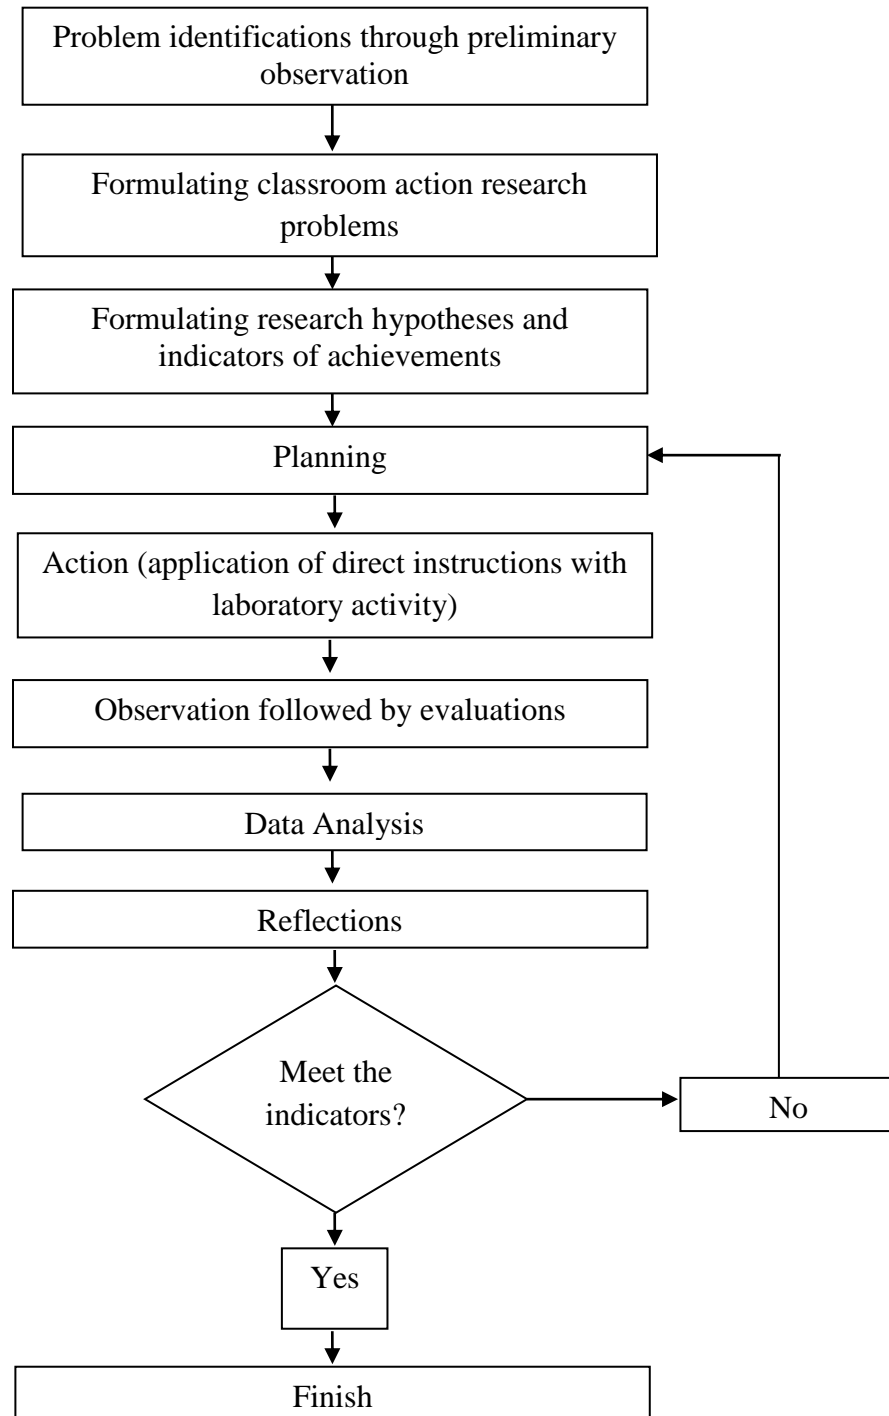 Problem identifications through preliminary
observation
Formulating classroom action research
problems
Formulating research hypotheses and
indicators of achievements
Planning
Action (application of direct instructions with
laboratory activity)
Observation followed by evaluations
Data Analysis
Reflections
Meet the
indicators?
No
Yes
Finish